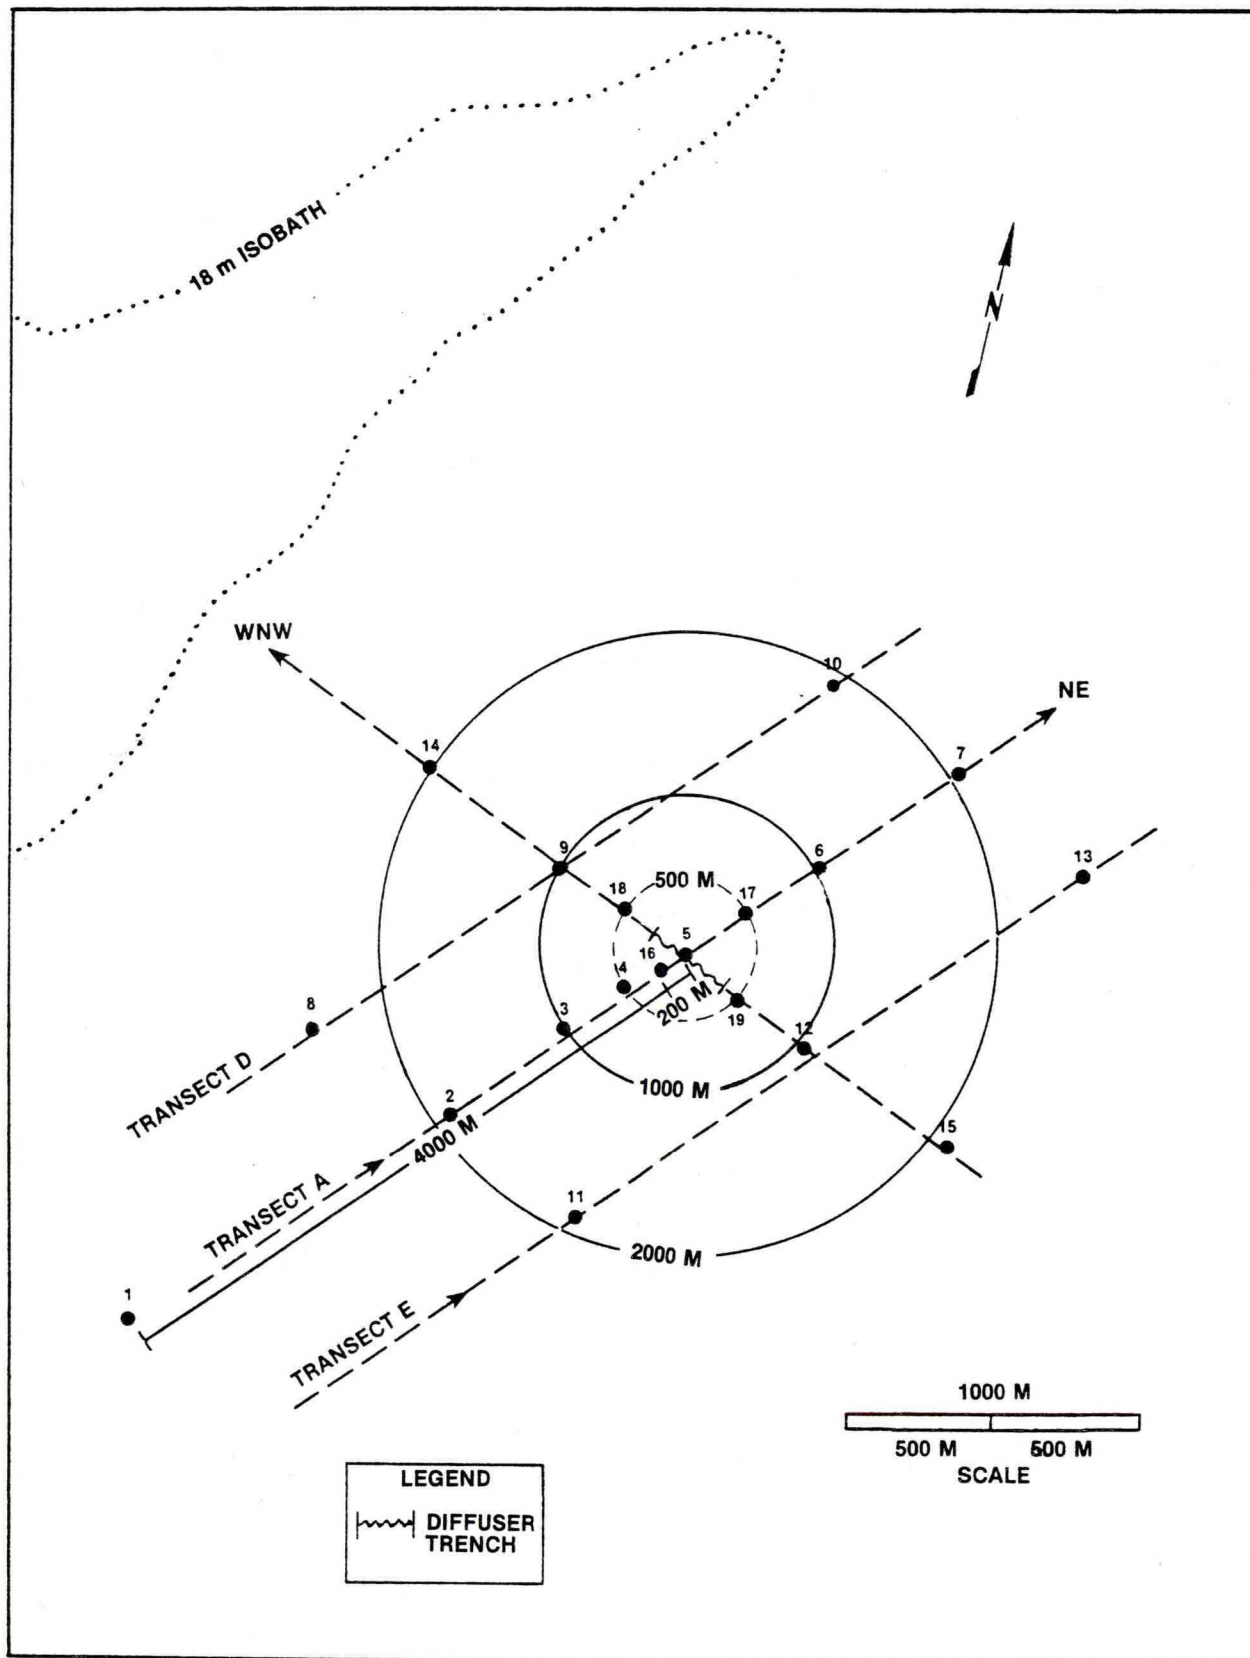 18 m ISOBATH
N
WNW
10
NE
14
7
9
6
13
500 M
18
17
5
16
4
200 M
19
8
3
12
TRANSECT D
1000 M
2
4000 M
15
TRANSECT A
11
2000 M
1
TRANSECT E
1000 M
500 M 500 M
SCALE
LEGEND
DIFFUSER
TRENCH